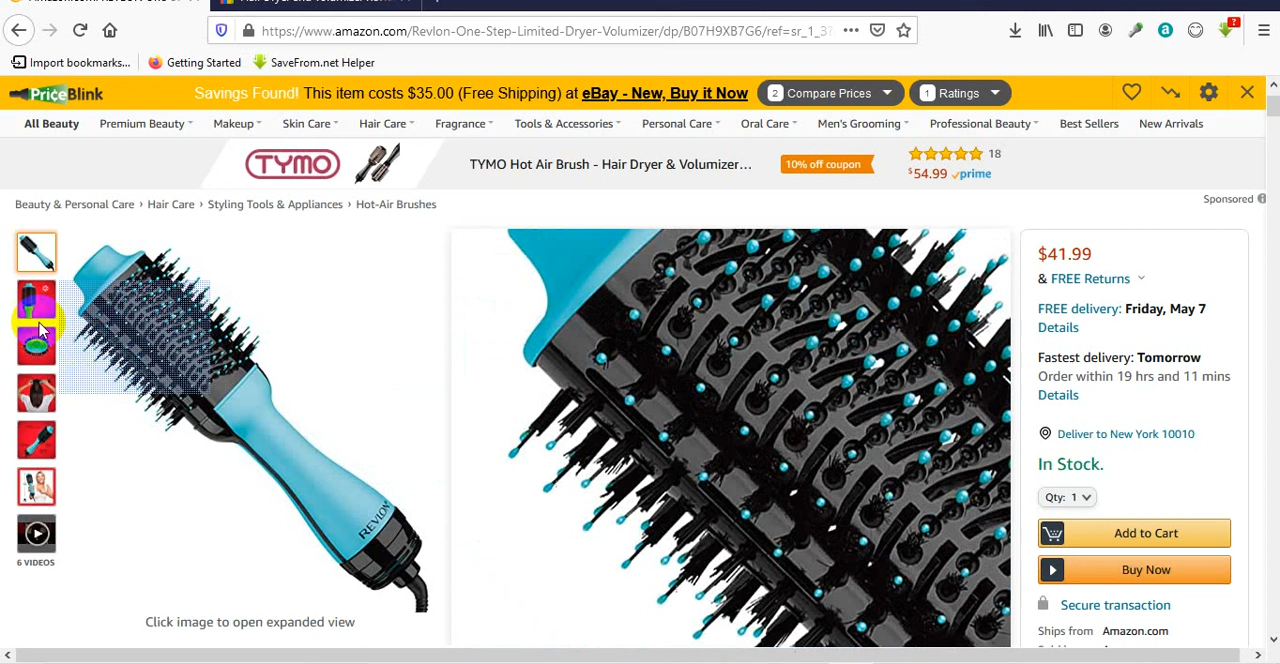 https://www.amazon.com/Revlon-One-Step-Limited-Dryer-Volumizer/dp/B07H9XB7G6/ref=sr_1_3
?
Import bookmarks...
Getting Started
SaveFrom.net Helper
PriceBlink
Savings Found! This item costs $35.00 (Free Shipping) at eBay - New, Buy it Now
2 Compare Prices
1 Ratings
All Beauty
Premium Beauty
Makeup
Skin Care
Hair Care
Fragrance
Tools & Accessories
Personal Care
Oral Care
Men's Grooming
Professional Beauty
Best Sellers
New Arrivals
TYMO
TYMO Hot Air Brush - Hair Dryer & Volumizer...
10% off coupon
18
$54.99 prime
Beauty & Personal Care › Hair Care › Styling Tools & Appliances › Hot-Air Brushes
Sponsored
REVLON
6 VIDEOS
Click image to open expanded view
$41.99
& FREE Returns
FREE delivery: Friday, May 7
Details
Fastest delivery: Tomorrow
Order within 19 hrs and 11 mins
Details
Deliver to New York 10010
In Stock.
Qty: 1
Add to Cart
Buy Now
Secure transaction
Ships from Amazon.com